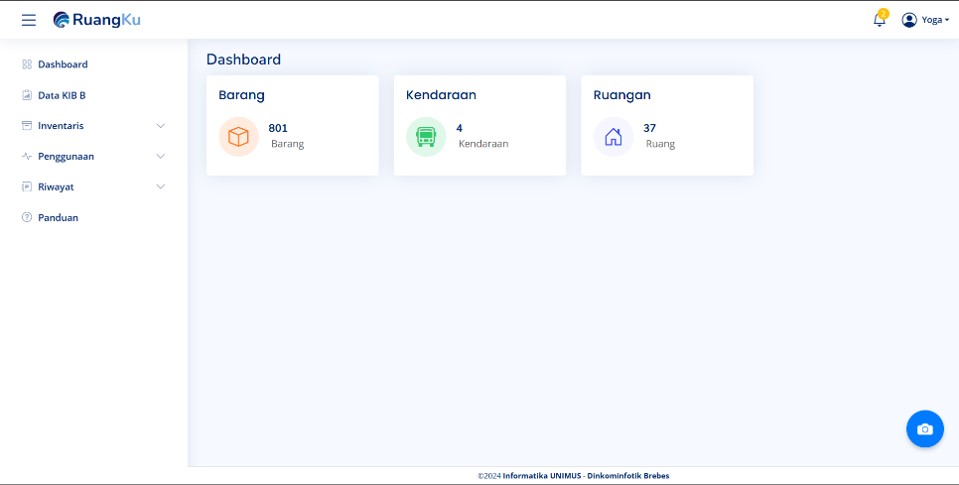 RuangKu
2
Yoga
Dashboard
Data KIB B
Inventaris
Penggunaan
Riwayat
Panduan
Dashboard
Barang
801
Barang
Kendaraan
4
Kendaraan
Ruangan
37
Ruang
©2024 Informatika UNIMUS - Dinkominfotik Brebes